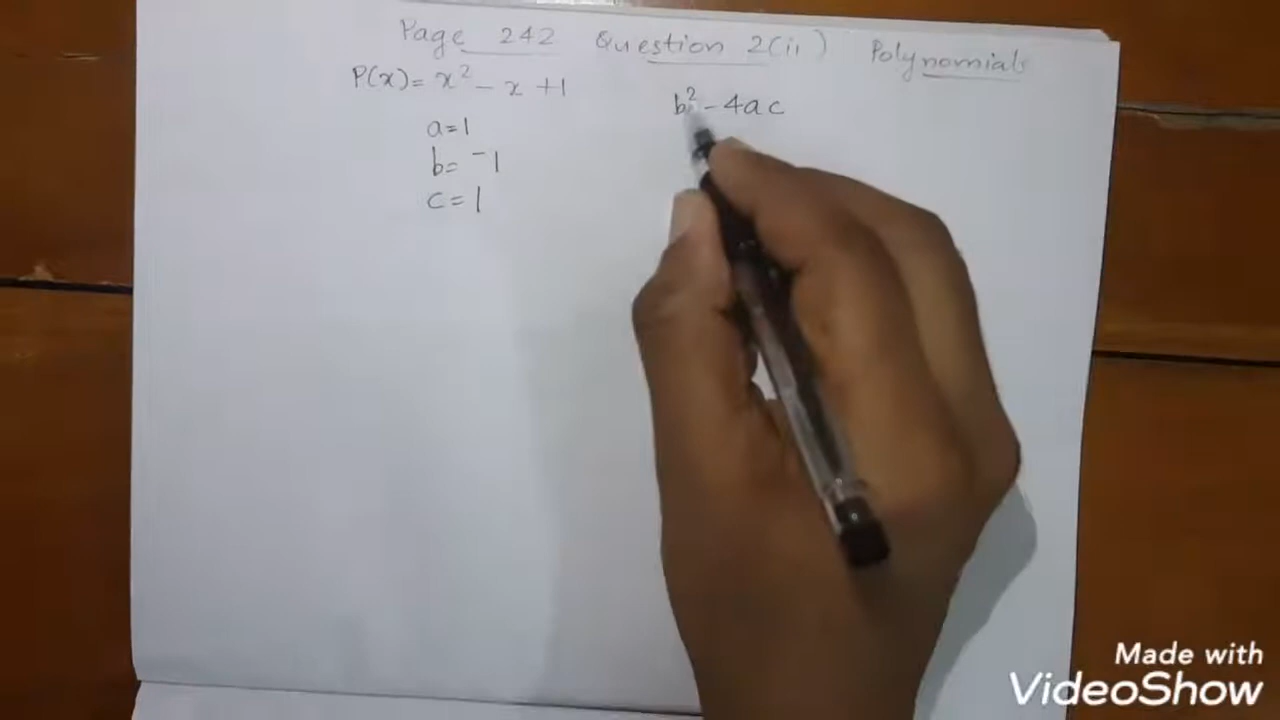 Page 242 Question 2(ii) Polynomials
P(x) = x² - x + 1
b² - 4ac
a = 1
b = -1
c = 1
Made with
VideoShow